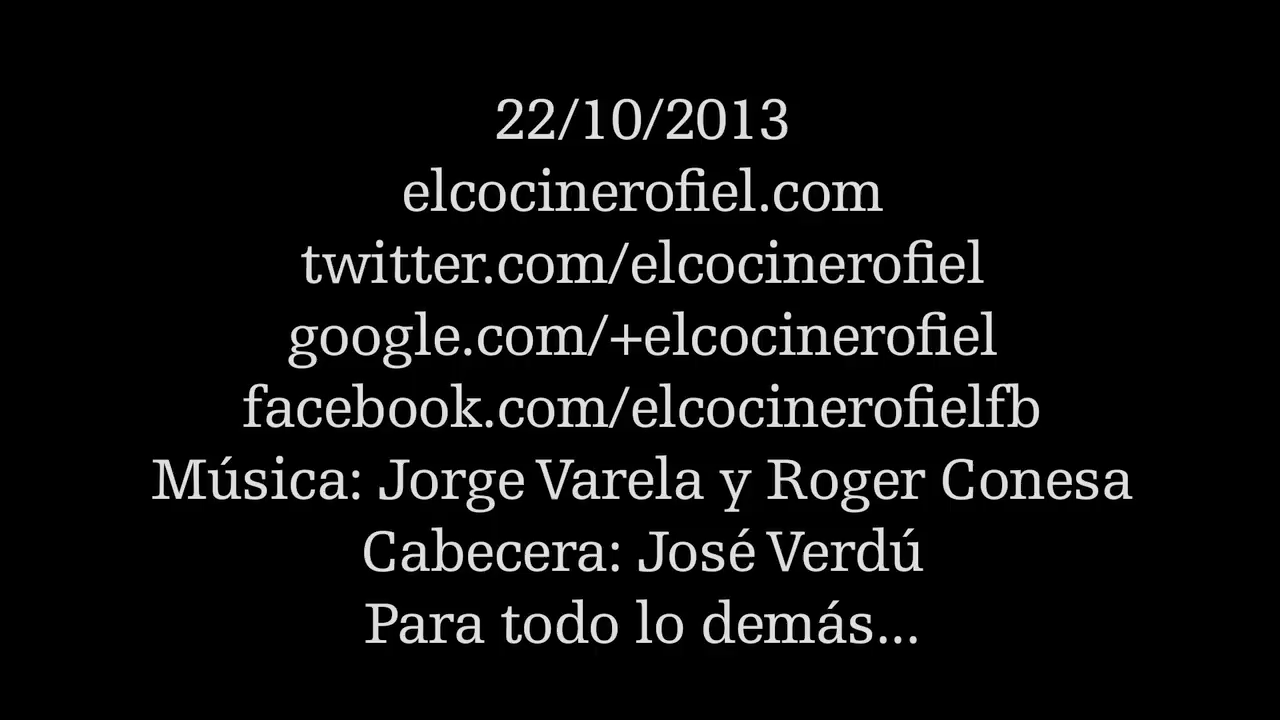 22/10/2013
elcocinerofiel.com
twitter.com/elcocinerofiel
google.com/+elcocinerofiel
facebook.com/elcocinerofielfb
Música: Jorge Varela y Roger Conesa
Cabecera: José Verdú
Para todo lo demás...